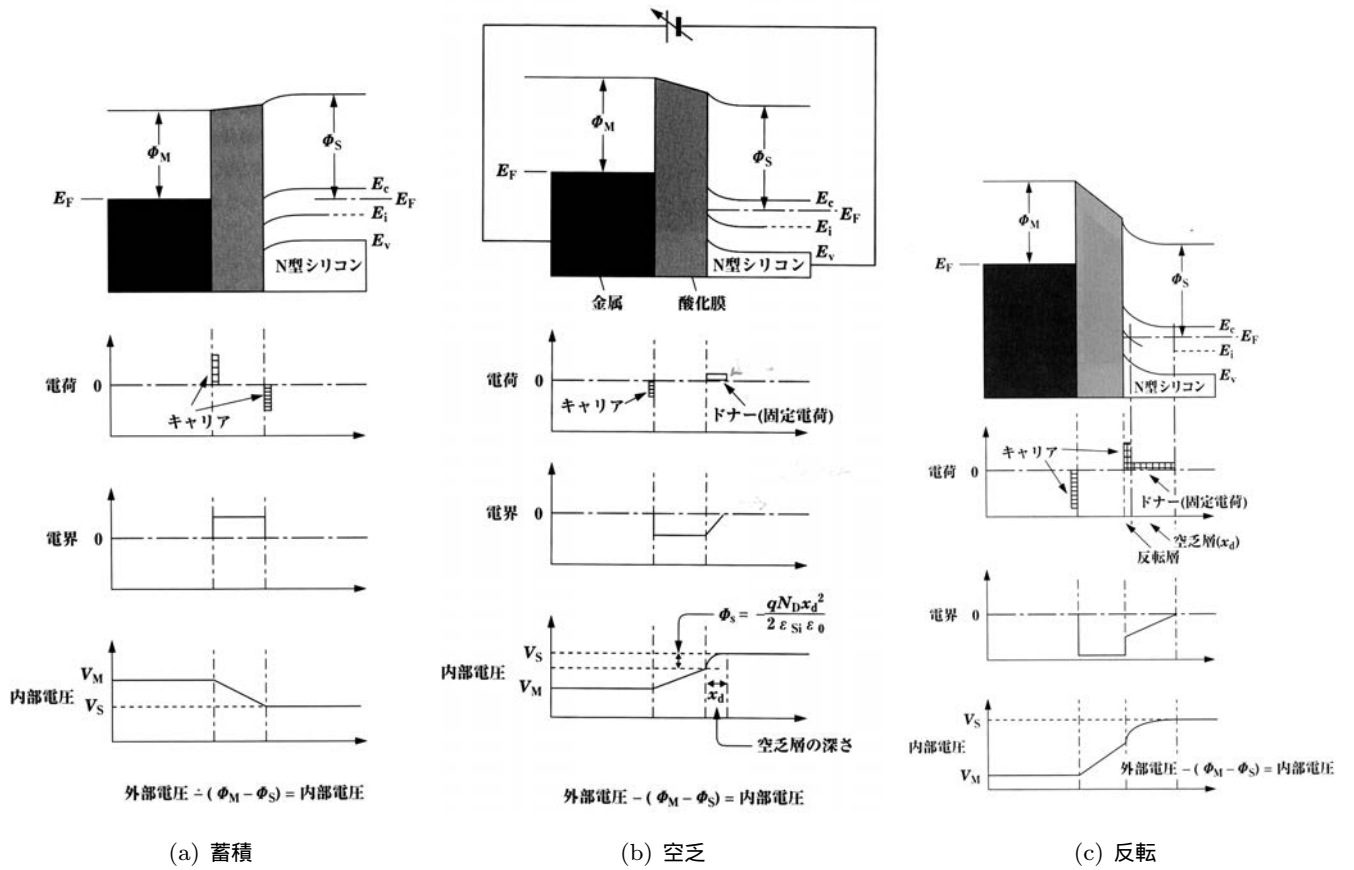 Φ_M
Φ_S
E_F
E_c
E_F
E_i
E_v
N型シリコン
電荷 0
キャリア
電界 0
V_M
内部電圧
V_S
外部電圧 ∸ ( Φ_M − Φ_S) = 内部電圧
(a) 蓄積
Φ_M
Φ_S
E_F
E_c
E_F
E_i
E_v
N型シリコン
金属
酸化膜
電荷 0
キャリア
ドナー(固定電荷)
電界 0
Φ_s = qN_D x_d² / 2 ε_Si ε_0
V_S
内部電圧
V_M
x_d
空乏層の深さ
外部電圧 − ( Φ_M − Φ_S) = 内部電圧
(b) 空乏
Φ_M
Φ_S
E_F
E_c
E_F
E_i
E_v
N型シリコン
キャリア
電荷 0
ドナー(固定電荷)
空乏層(x_d)
反転層
電界 0
V_S
内部電圧
V_M
外部電圧 − ( Φ_M − Φ_S) = 内部電圧
(c) 反転